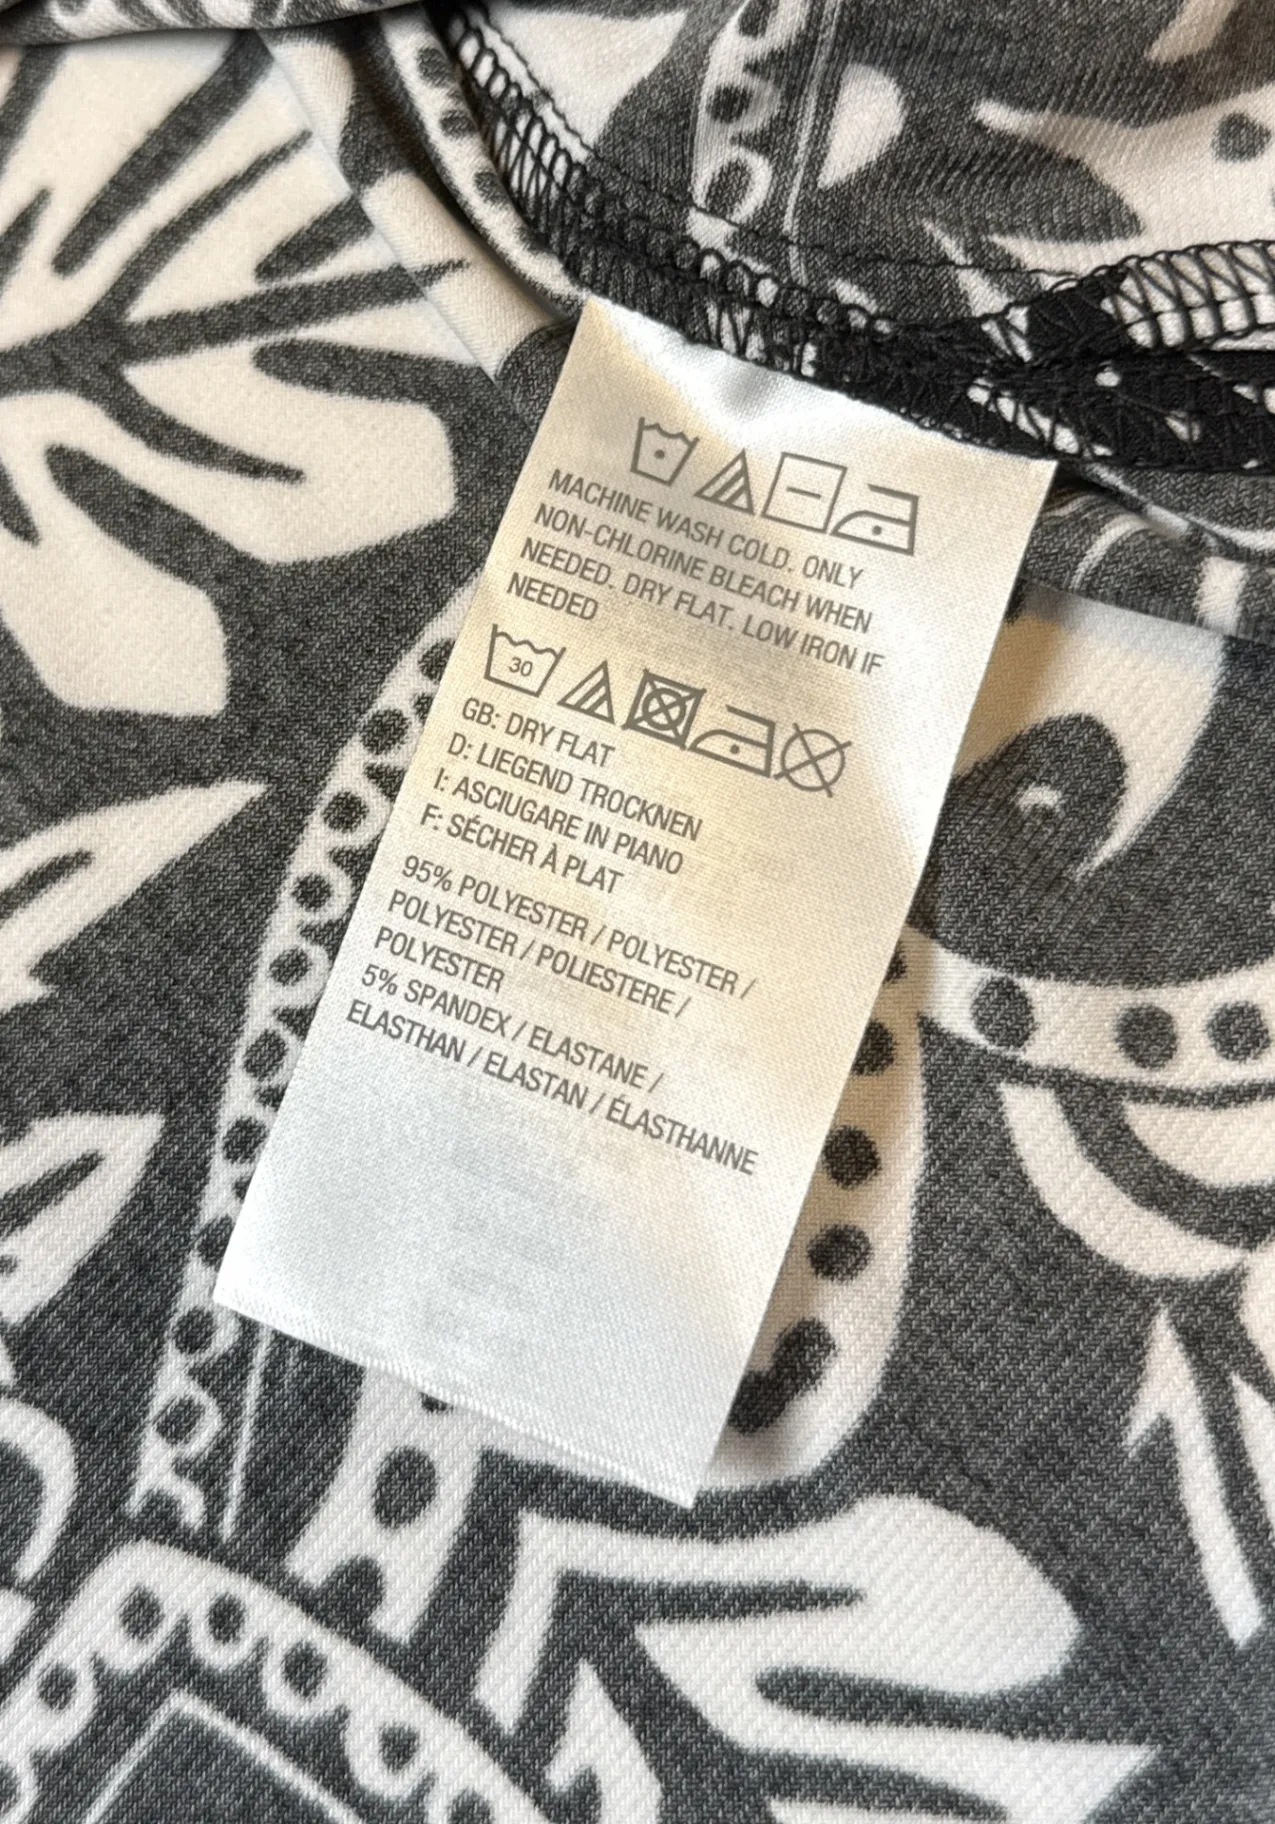 MACHINE WASH COLD. ONLY
NON-CHLORINE BLEACH WHEN
NEEDED. DRY FLAT. LOW IRON IF
NEEDED
30
GB: DRY FLAT
D: LIEGEND TROCKNEN
I: ASCIUGARE IN PIANO
F: SÉCHER À PLAT
95% POLYESTER / POLYESTER /
POLYESTER / POLIESTERE /
POLYESTER
5% SPANDEX / ELASTANE /
ELASTHAN / ELASTAN / ÉLASTHANNE